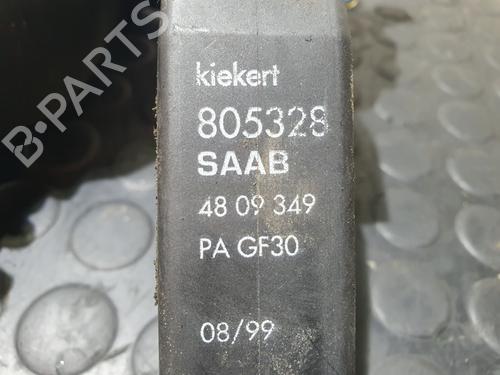 B-PARTS
kiekert
805328
SAAB
48 09 349
PA GF30
08/99